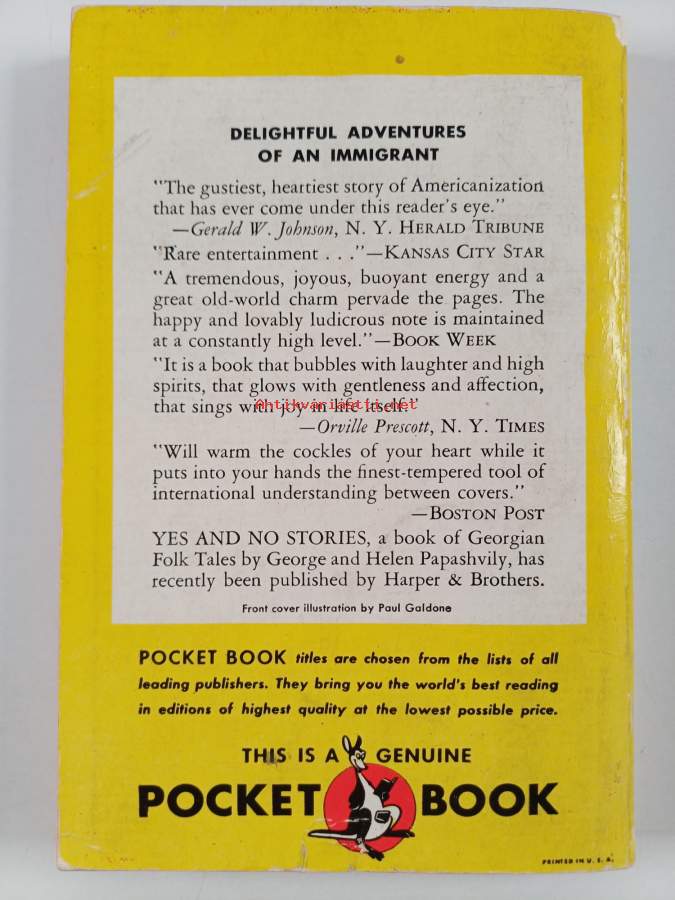 DELIGHTFUL ADVENTURES
OF AN IMMIGRANT
"The gustiest, heartiest story of Americanization
that has ever come under this reader's eye."
—Gerald W. Johnson, N. Y. HERALD TRIBUNE
"Rare entertainment . . ."—KANSAS CITY STAR
"A tremendous, joyous, buoyant energy and a
great old-world charm pervade the pages. The
happy and lovably ludicrous note is maintained
at a constantly high level."—BOOK WEEK
"It is a book that bubbles with laughter and high
spirits, that glows with gentleness and affection,
that sings with joy in life itself."
Antikvariaatti.net
—Orville Prescott, N. Y. TIMES
"Will warm the cockles of your heart while it
puts into your hands the finest-tempered tool of
international understanding between covers."
—BOSTON POST
YES AND NO STORIES, a book of Georgian
Folk Tales by George and Helen Papashvily, has
recently been published by Harper & Brothers.
Front cover illustration by Paul Galdone
POCKET BOOK titles are chosen from the lists of all
leading publishers. They bring you the world's best reading
in editions of highest quality at the lowest possible price.
THIS IS A GENUINE
POCKET BOOK
PRINTED IN U. S. A.